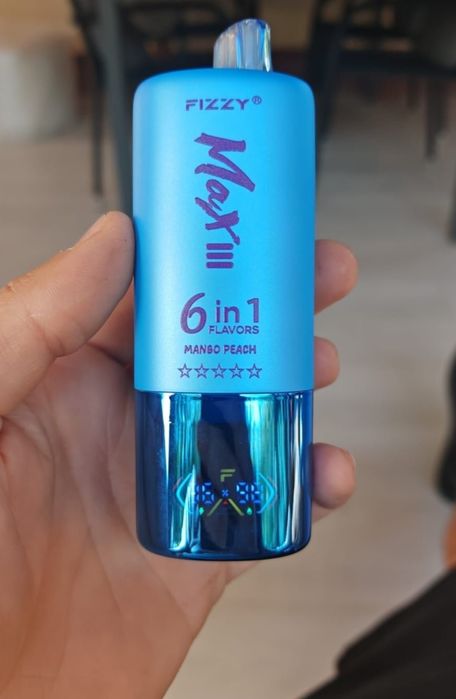 FIZZY®
Max III
6 in 1
FLAVORS
MANGO PEACH
☆☆☆☆☆
F